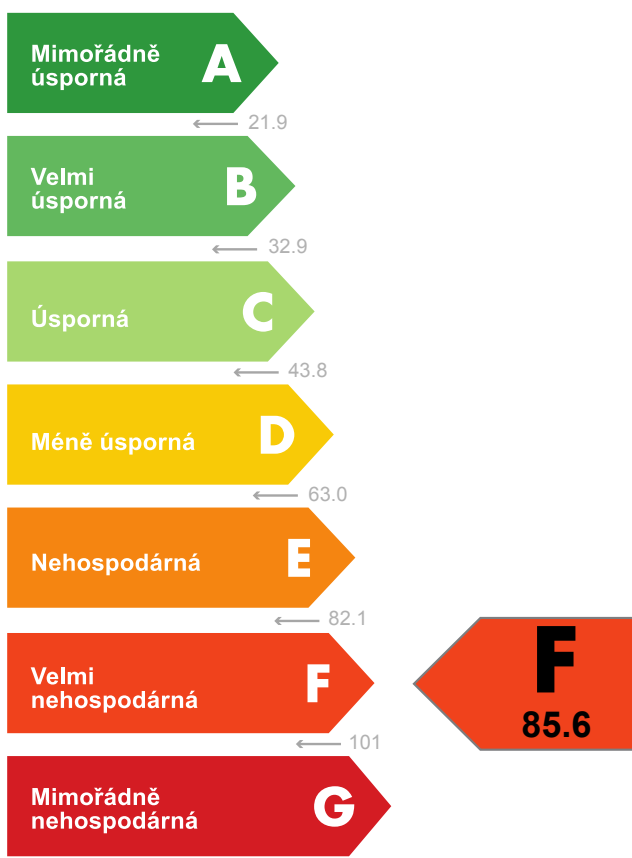 Mimořádně
úsporná
A
← 21.9
Velmi
úsporná
B
← 32.9
Úsporná
C
← 43.8
Méně úsporná
D
← 63.0
Nehospodárná
E
← 82.1
Velmi
nehospodárná
F
F
85.6
← 101
Mimořádně
nehospodárná
G